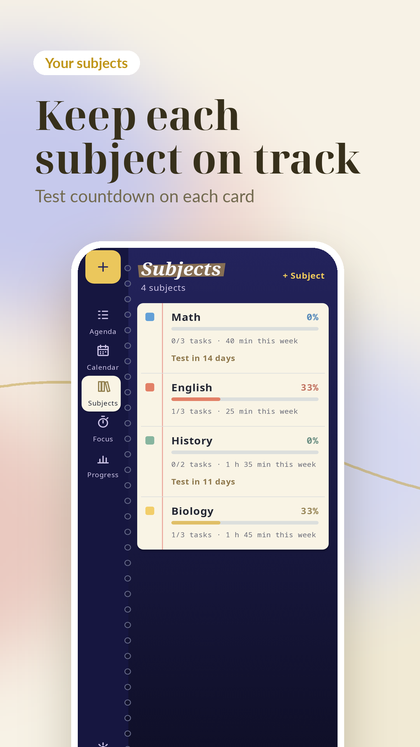 Your subjects
Keep each
subject on track
Test countdown on each card
+
Subjects
+ Subject
4 subjects
Agenda
Calendar
Subjects
Focus
Progress
Math 0%
0/3 tasks · 40 min this week
Test in 14 days
English 33%
1/3 tasks · 25 min this week
History 0%
0/2 tasks · 1 h 35 min this week
Test in 11 days
Biology 33%
1/3 tasks · 1 h 45 min this week